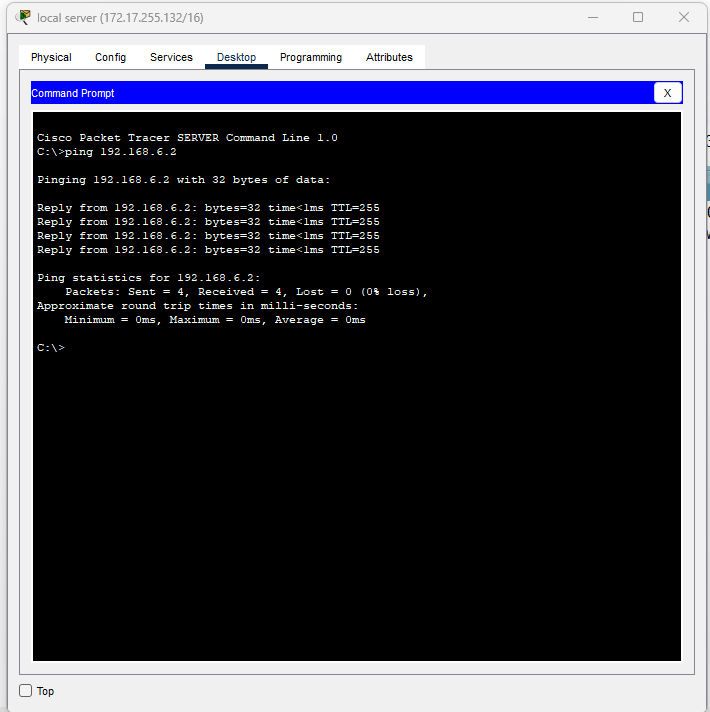 local server (172.17.255.132/16)
Physical Config Services Desktop Programming Attributes
Command Prompt X
Cisco Packet Tracer SERVER Command Line 1.0
C:\>ping 192.168.6.2
Pinging 192.168.6.2 with 32 bytes of data:
Reply from 192.168.6.2: bytes=32 time<1ms TTL=255
Reply from 192.168.6.2: bytes=32 time<1ms TTL=255
Reply from 192.168.6.2: bytes=32 time<1ms TTL=255
Reply from 192.168.6.2: bytes=32 time<1ms TTL=255
Ping statistics for 192.168.6.2:
Packets: Sent = 4, Received = 4, Lost = 0 (0% loss),
Approximate round trip times in milli-seconds:
Minimum = 0ms, Maximum = 0ms, Average = 0ms
C:\>
Top